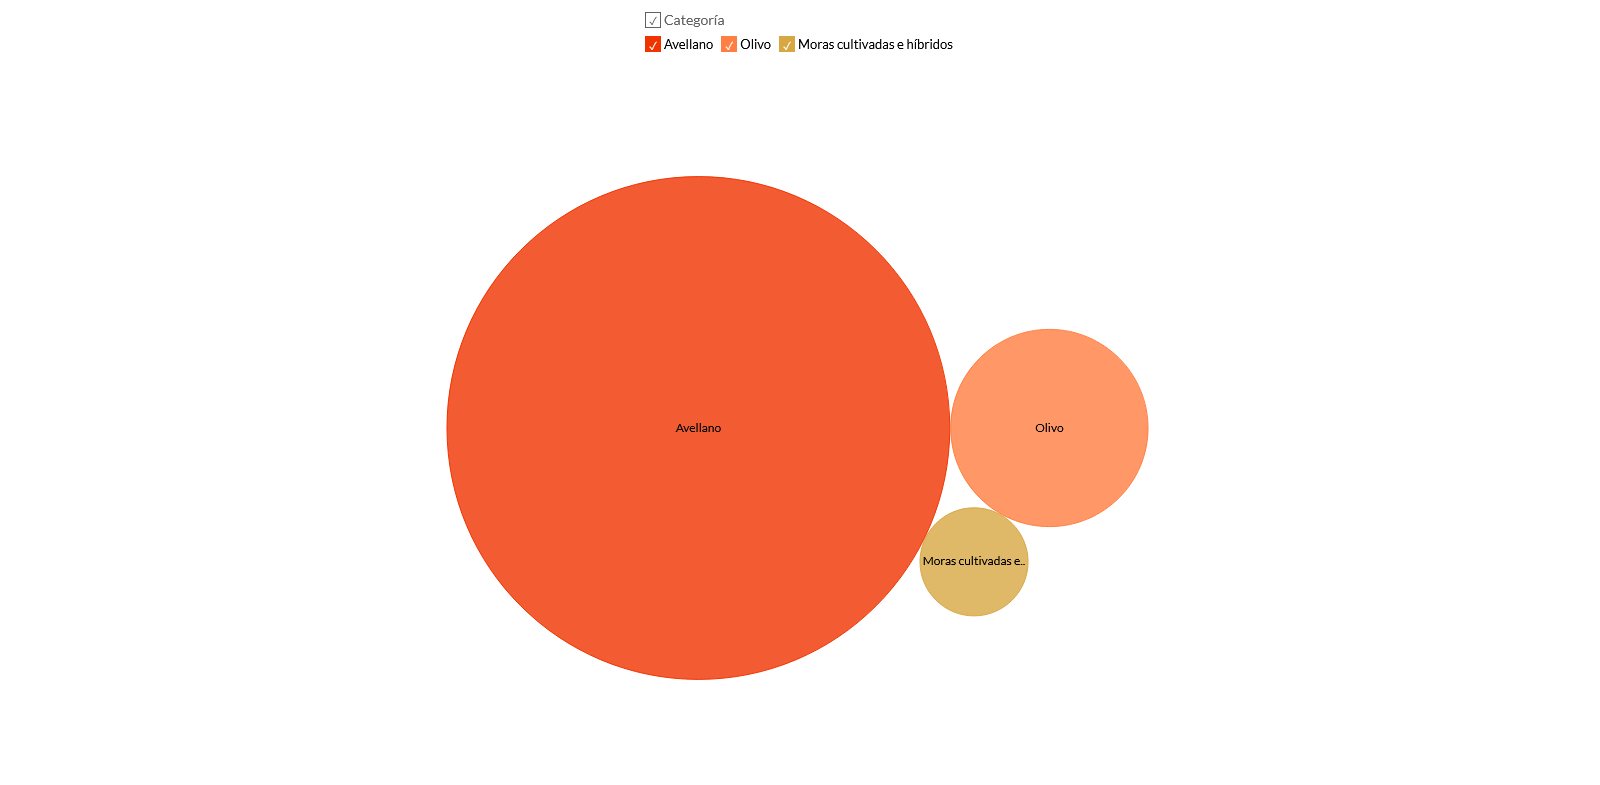 Categoría
Avellano Olivo Moras cultivadas e híbridos
Avellano
Olivo
Moras cultivadas e..